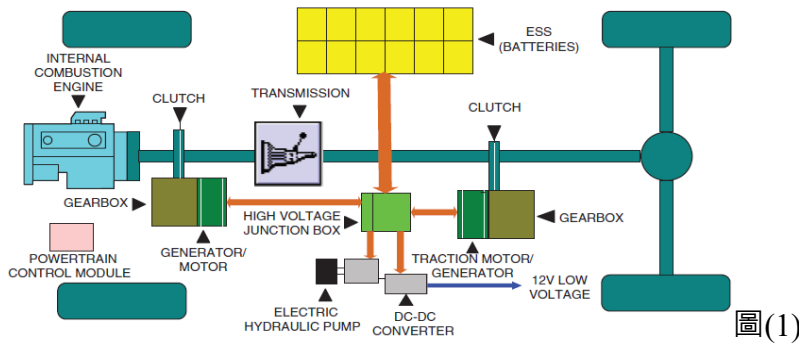 ESS
(BATTERIES)
INTERNAL
COMBUSTION
ENGINE
CLUTCH
TRANSMISSION
CLUTCH
GEARBOX
HIGH VOLTAGE
JUNCTION BOX
GEARBOX
POWERTRAIN
CONTROL MODULE
GENERATOR/
MOTOR
TRACTION MOTOR/
GENERATOR
12V LOW
VOLTAGE
ELECTRIC
HYDRAULIC PUMP
DC-DC
CONVERTER
圖(1)